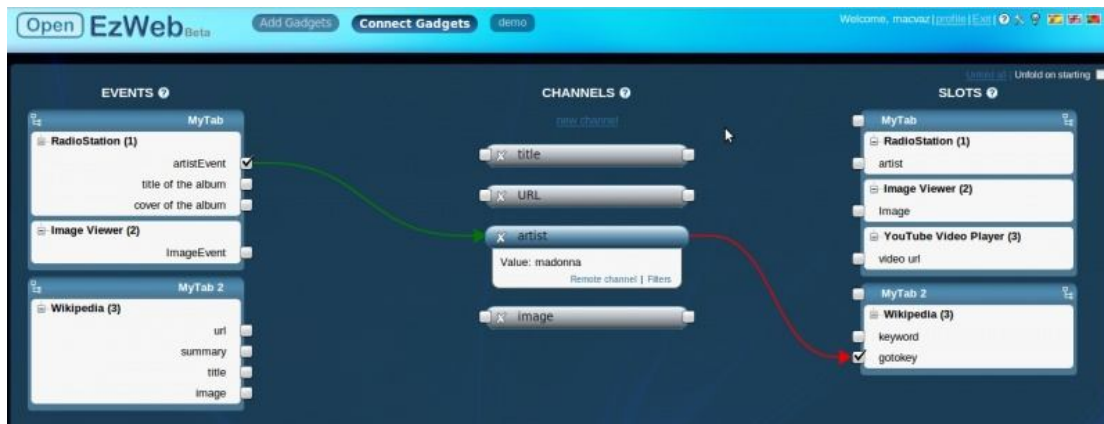 Open EzWeb Beta
Add Gadgets
Connect Gadgets
demo
Welcome, macvaz | profile | Exit |
Unfold all | Unfold on starting
EVENTS
MyTab
RadioStation (1)
artistEvent
title of the album
cover of the album
Image Viewer (2)
ImageEvent
MyTab 2
Wikipedia (3)
url
summary
title
image
CHANNELS
new channel
title
URL
artist
Value: madonna
Remote channel | Filters
image
SLOTS
MyTab
RadioStation (1)
artist
Image Viewer (2)
Image
YouTube Video Player (3)
video url
MyTab 2
Wikipedia (3)
keyword
gotokey